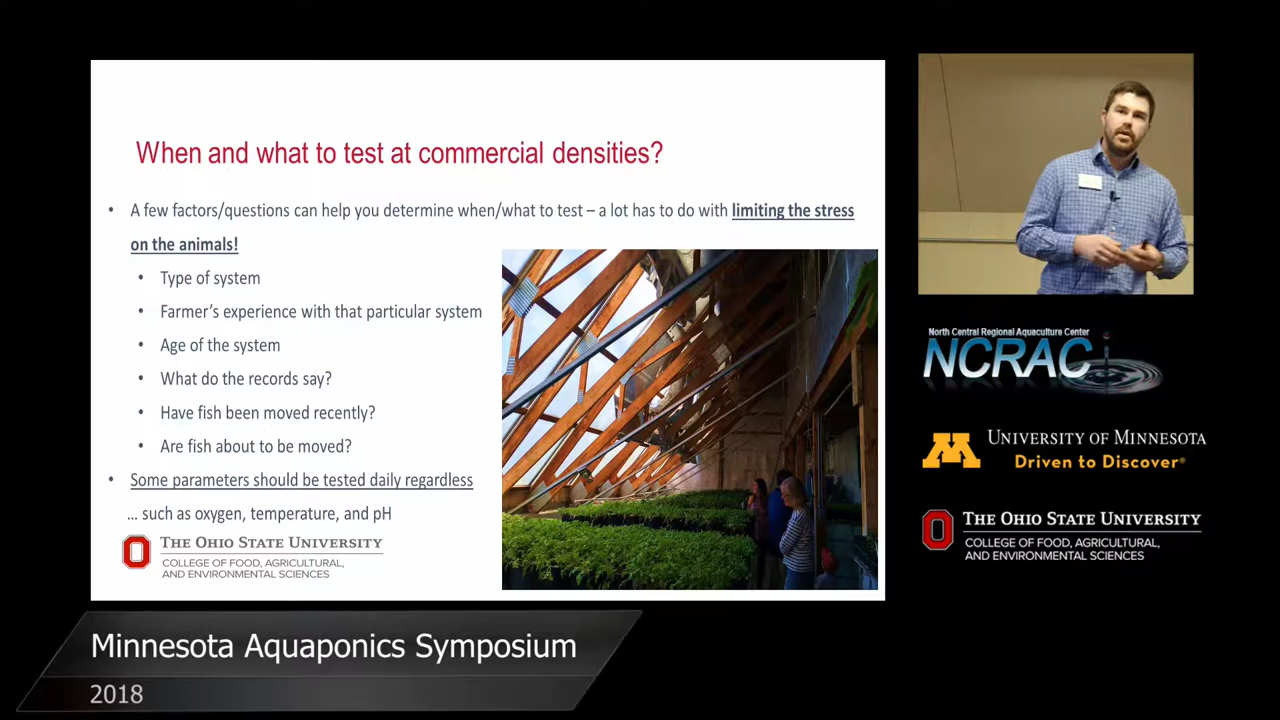 When and what to test at commercial densities?
• A few factors/questions can help you determine when/what to test – a lot has to do with limiting the stress
on the animals!
• Type of system
• Farmer's experience with that particular system
• Age of the system
• What do the records say?
• Have fish been moved recently?
• Are fish about to be moved?
• Some parameters should be tested daily regardless
... such as oxygen, temperature, and pH
THE OHIO STATE UNIVERSITY
COLLEGE OF FOOD, AGRICULTURAL,
AND ENVIRONMENTAL SCIENCES
North Central Regional Aquaculture Center
NCRAC
M
UNIVERSITY OF MINNESOTA
Driven to Discover®
THE OHIO STATE UNIVERSITY
COLLEGE OF FOOD, AGRICULTURAL,
AND ENVIRONMENTAL SCIENCES
Minnesota Aquaponics Symposium
2018